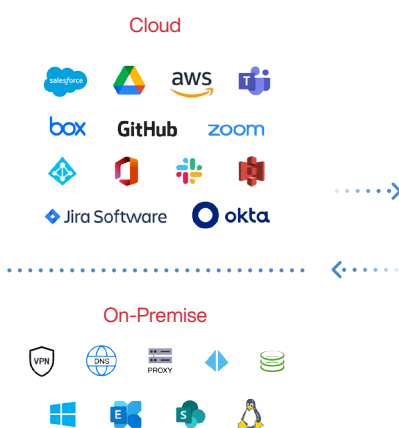 Cloud
salesforce
aws
T
box GitHub zoom
Jira Software okta
On-Premise
VPN DNS PROXY
E S